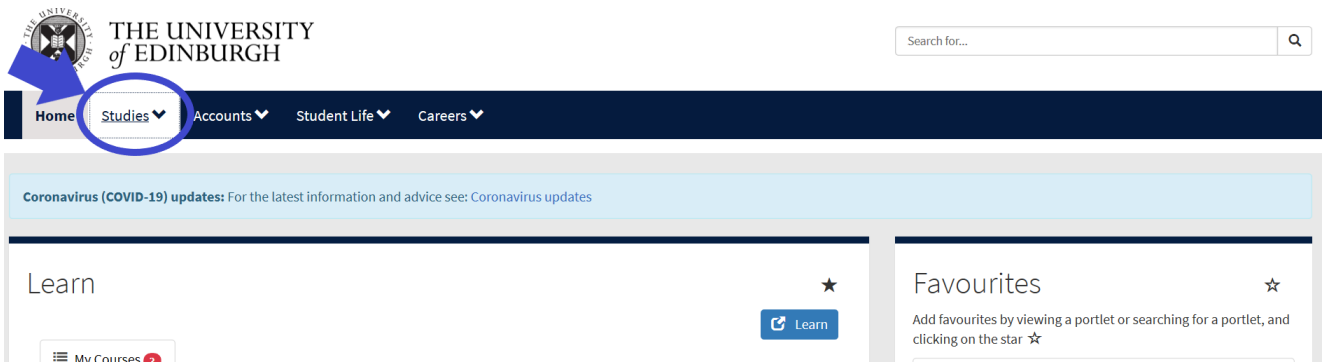 THE UNIVERSITY
of EDINBURGH
Search for...
Home Studies Accounts Student Life Careers
Coronavirus (COVID-19) updates: For the latest information and advice see: Coronavirus updates
Learn
Learn
My Courses
Favourites
Add favourites by viewing a portlet or searching for a portlet, and
clicking on the star